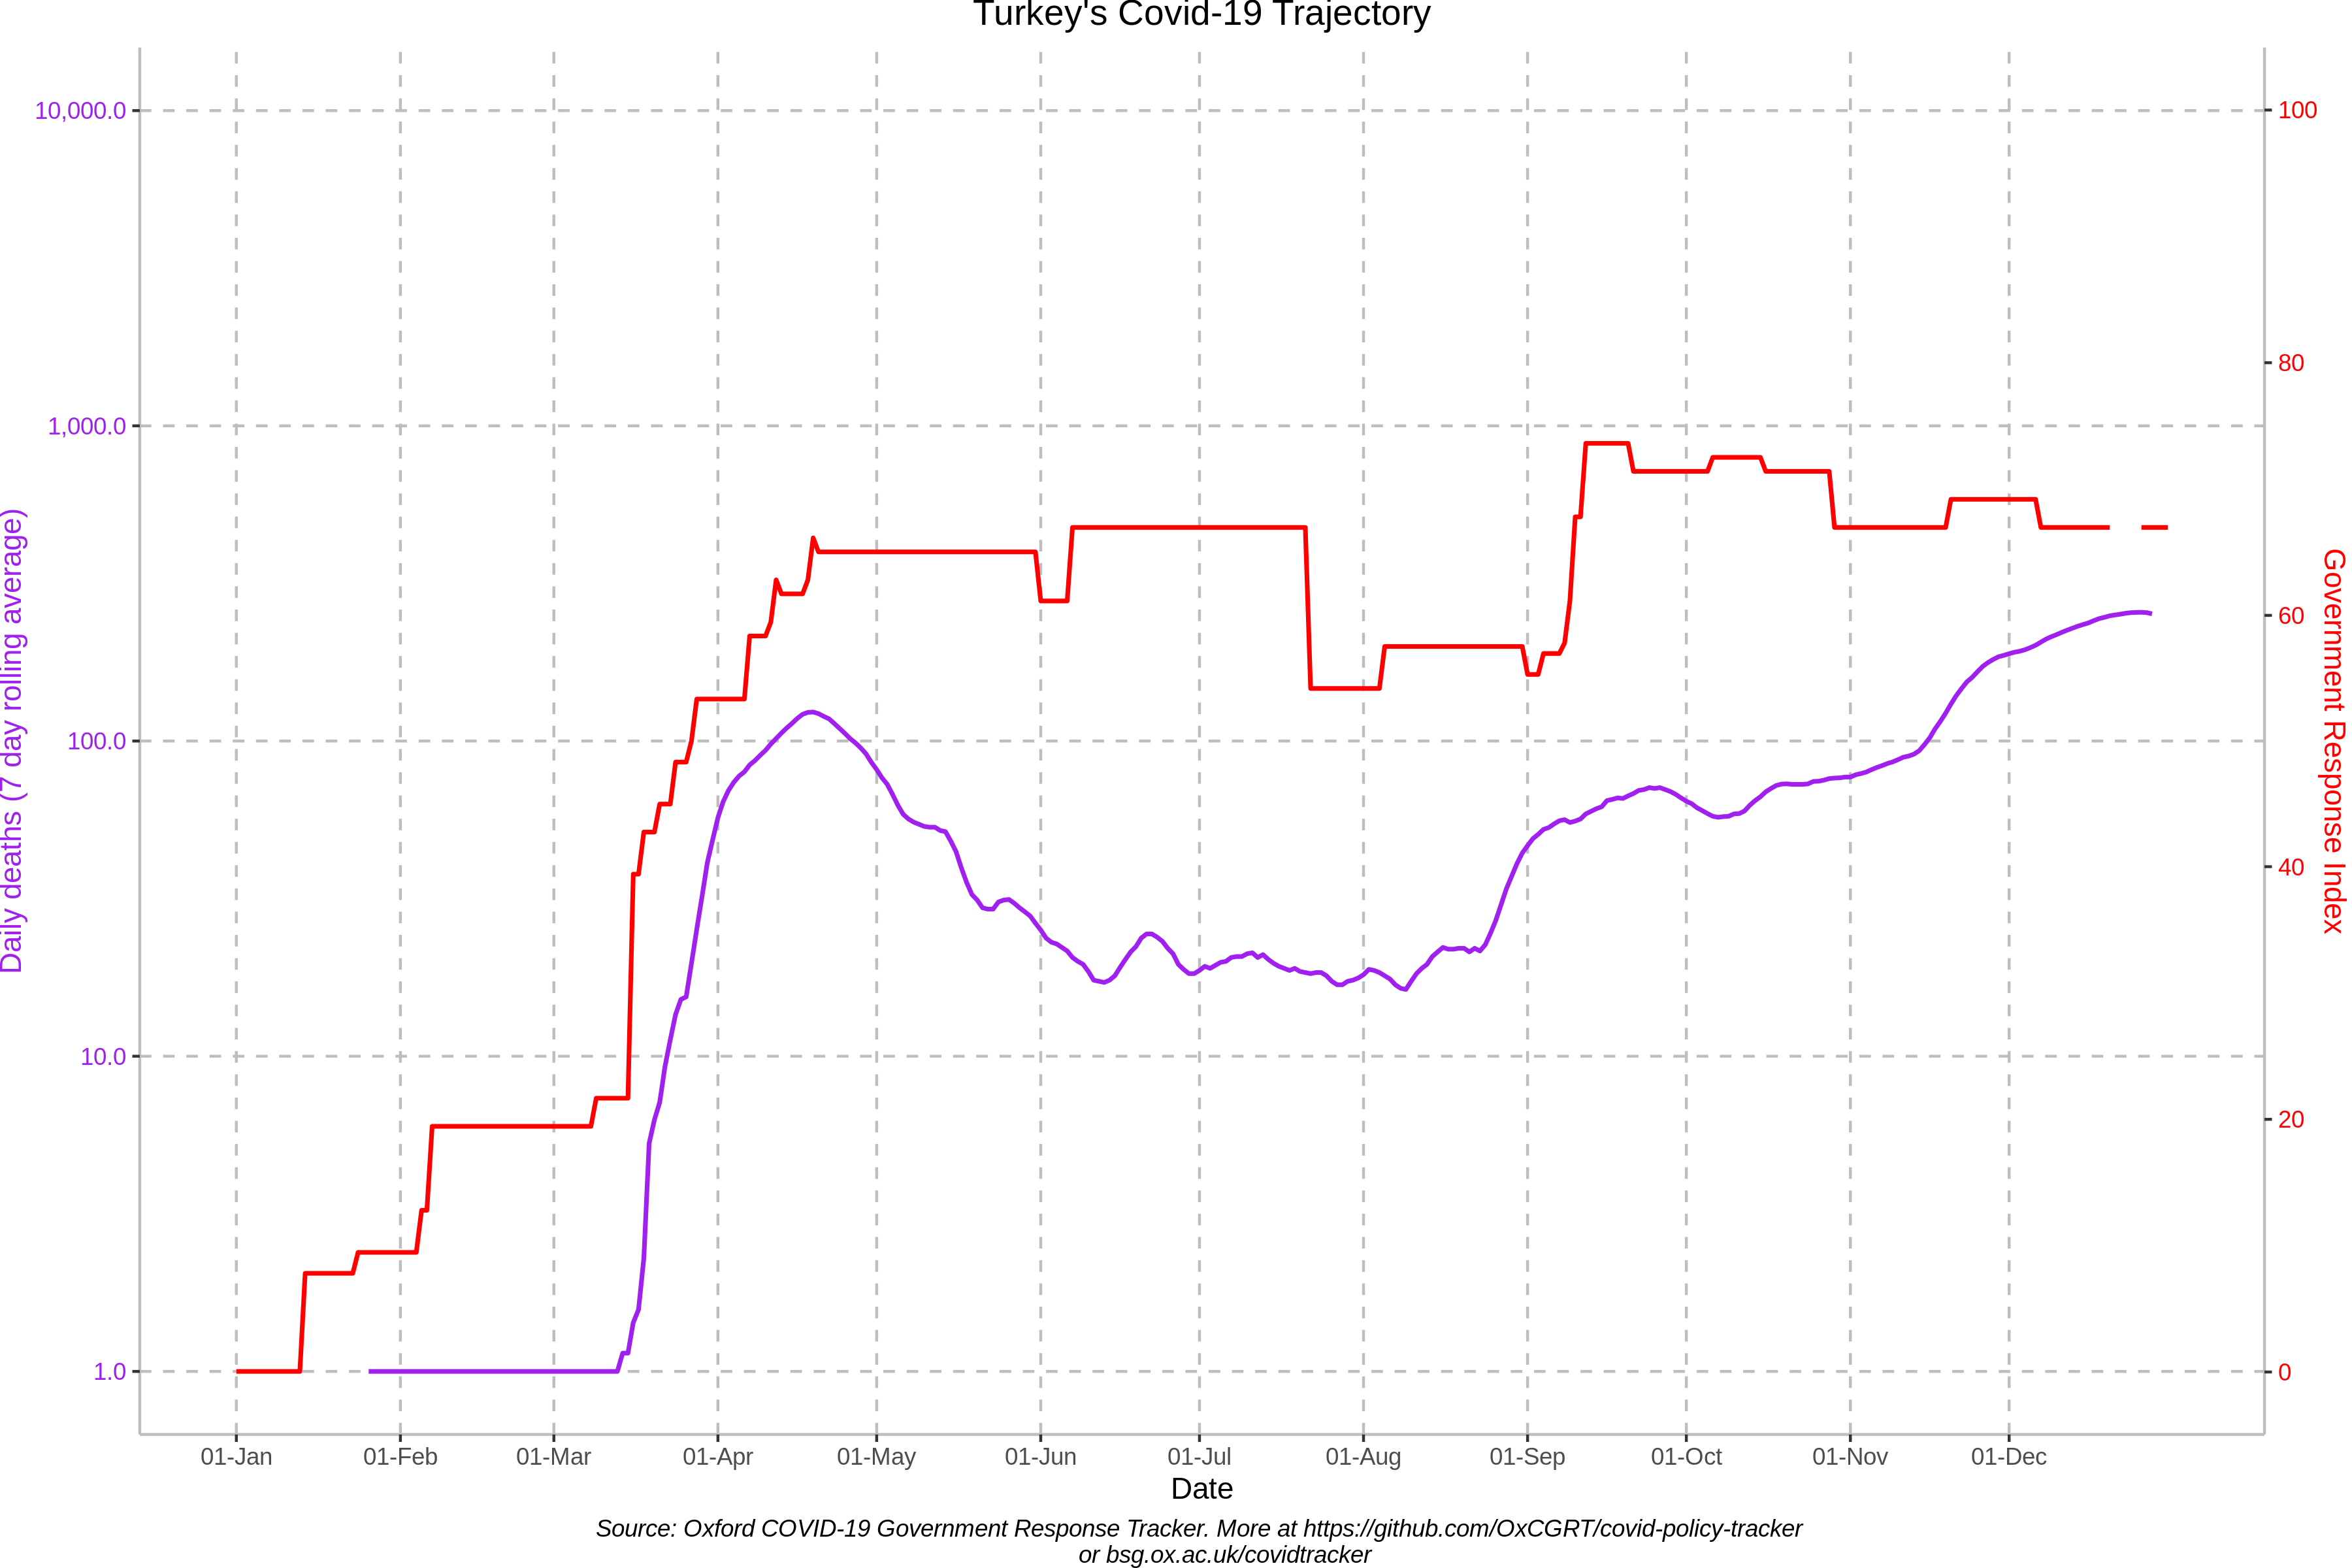 Turkey's Covid-19 Trajectory
10,000.0
1,000.0
100.0
10.0
1.0
Daily deaths (7 day rolling average)
100
80
60
40
20
0
Government Response Index
01-Jan 01-Feb 01-Mar 01-Apr 01-May 01-Jun 01-Jul 01-Aug 01-Sep 01-Oct 01-Nov 01-Dec
Date
Source: Oxford COVID-19 Government Response Tracker. More at https://github.com/OxCGRT/covid-policy-tracker
or bsg.ox.ac.uk/covidtracker